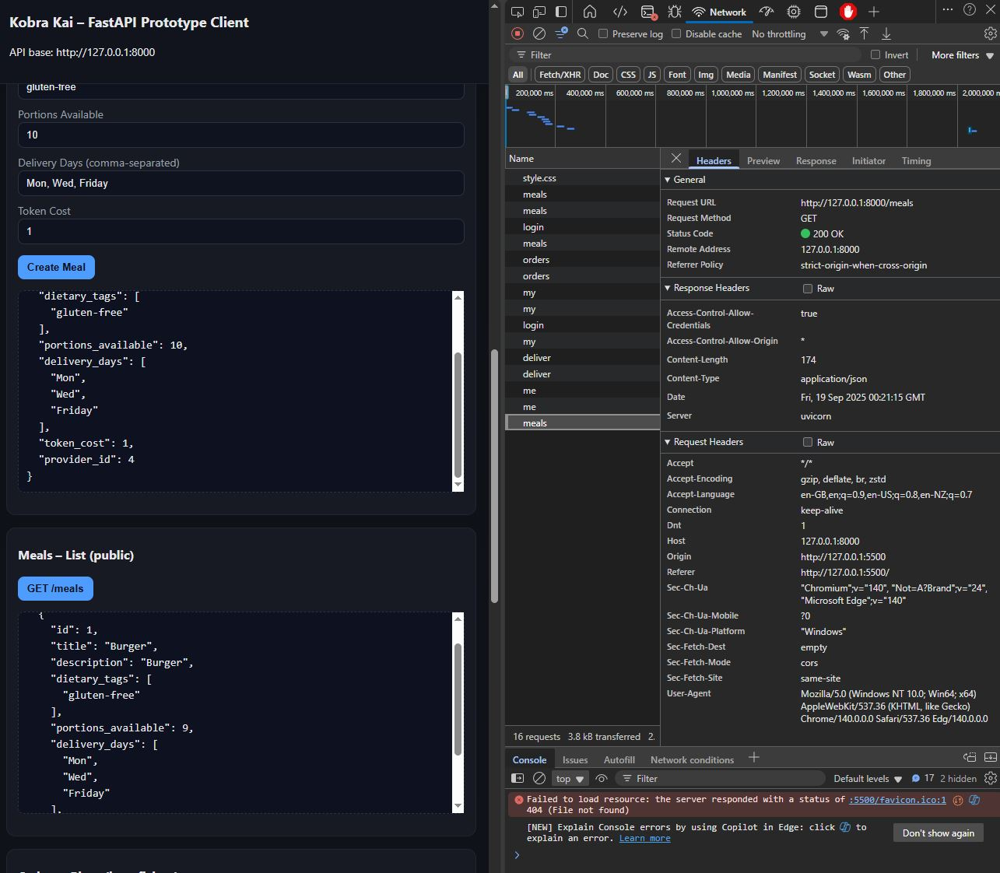 Kobra Kai – FastAPI Prototype Client
API base: http://127.0.0.1:8000
gluten-free
Portions Available
10
Delivery Days (comma-separated)
Mon, Wed, Friday
Token Cost
1
Create Meal
"dietary_tags": [
"gluten-free"
],
"portions_available": 10,
"delivery_days": [
"Mon",
"Wed",
"Friday"
],
"token_cost": 1,
"provider_id": 4
}
Meals – List (public)
GET /meals
{
"id": 1,
"title": "Burger",
"description": "Burger",
"dietary_tags": [
"gluten-free"
],
"portions_available": 9,
"delivery_days": [
"Mon",
"Wed",
"Friday"
],
Network
Preserve log
Disable cache
No throttling
Filter
Invert
More filters
All
Fetch/XHR
Doc
CSS
JS
Font
Img
Media
Manifest
Socket
Wasm
Other
200,000 ms
400,000 ms
600,000 ms
800,000 ms
1,000,000 ms
1,200,000 ms
1,400,000 ms
1,600,000 ms
1,800,000 ms
2,000,000 m
Name
style.css
meals
meals
login
meals
orders
orders
my
my
login
my
deliver
deliver
me
me
meals
16 requests
3.8 kB transferred
2.
Headers
Preview
Response
Initiator
Timing
General
Request URL http://127.0.0.1:8000/meals
Request Method GET
Status Code 200 OK
Remote Address 127.0.0.1:8000
Referrer Policy strict-origin-when-cross-origin
Response Headers Raw
Access-Control-Allow-Credentials true
Access-Control-Allow-Origin *
Content-Length 174
Content-Type application/json
Date Fri, 19 Sep 2025 00:21:15 GMT
Server uvicorn
Request Headers Raw
Accept */*
Accept-Encoding gzip, deflate, br, zstd
Accept-Language en-GB,en;q=0.9,en-US;q=0.8,en-NZ;q=0.7
Connection keep-alive
Dnt 1
Host 127.0.0.1:8000
Origin http://127.0.0.1:5500
Referer http://127.0.0.1:5500/
Sec-Ch-Ua "Chromium";v="140", "Not=A?Brand";v="24",
"Microsoft Edge";v="140"
Sec-Ch-Ua-Mobile ?0
Sec-Ch-Ua-Platform "Windows"
Sec-Fetch-Dest empty
Sec-Fetch-Mode cors
Sec-Fetch-Site same-site
User-Agent Mozilla/5.0 (Windows NT 10.0; Win64; x64)
AppleWebKit/537.36 (KHTML, like Gecko)
Chrome/140.0.0.0 Safari/537.36 Edg/140.0.0.0
Console
Issues
Autofill
Network conditions
top
Filter
Default levels
17
2 hidden
Failed to load resource: the server responded with a status of :5500/favicon.ico:1
404 (File not found)
[NEW] Explain Console errors by using Copilot in Edge: click to
explain an error. Learn more
Don't show again